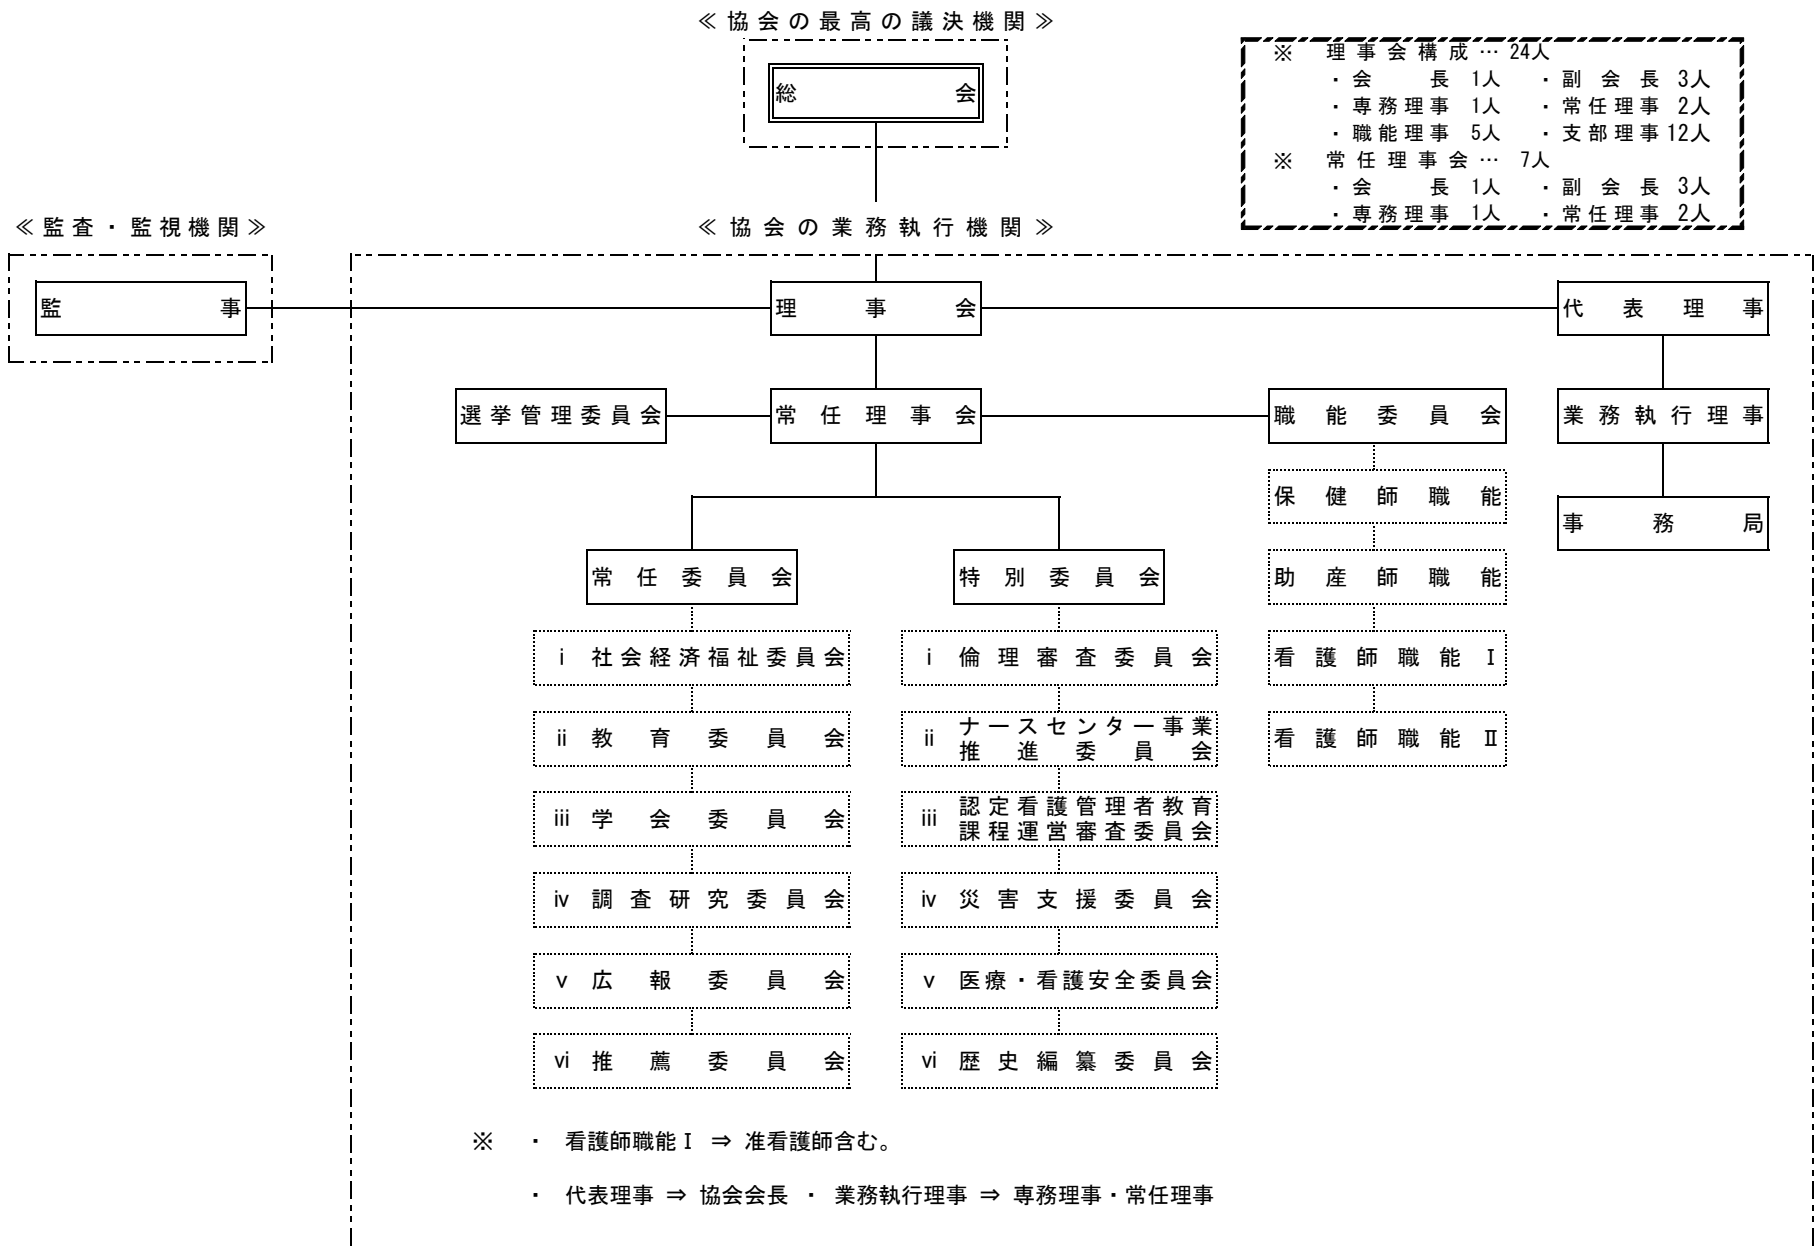 ≪協会の最高の議決機関≫
総会
※ 理事会構成… 24人
・会長 1人 ・副会長 3人
・専務理事 1人 ・常任理事 2人
・職能理事 5人 ・支部理事 12人
※ 常任理事会… 7人
・会長 1人 ・副会長 3人
・専務理事 1人 ・常任理事 2人
≪監査・監視機関≫
≪協会の業務執行機関≫
監事
理事会
代表理事
選挙管理委員会
常任理事会
職能委員会
業務執行理事
保健師職能
事務局
常任委員会
特別委員会
助産師職能
ⅰ 社会経済福祉委員会
ⅰ 倫理審査委員会
看護師職能Ⅰ
ⅱ 教育委員会
ⅱ ナースセンター事業
推進委員会
看護師職能Ⅱ
ⅲ 学会委員会
ⅲ 認定看護管理者教育
課程運営審査委員会
ⅳ 調査研究委員会
ⅳ 災害支援委員会
ⅴ 広報委員会
ⅴ 医療・看護安全委員会
ⅵ 推薦委員会
ⅵ 歴史編纂委員会
※ ・ 看護師職能Ⅰ ⇒ 准看護師含む。
・ 代表理事 ⇒ 協会会長 ・ 業務執行理事 ⇒ 専務理事・常任理事